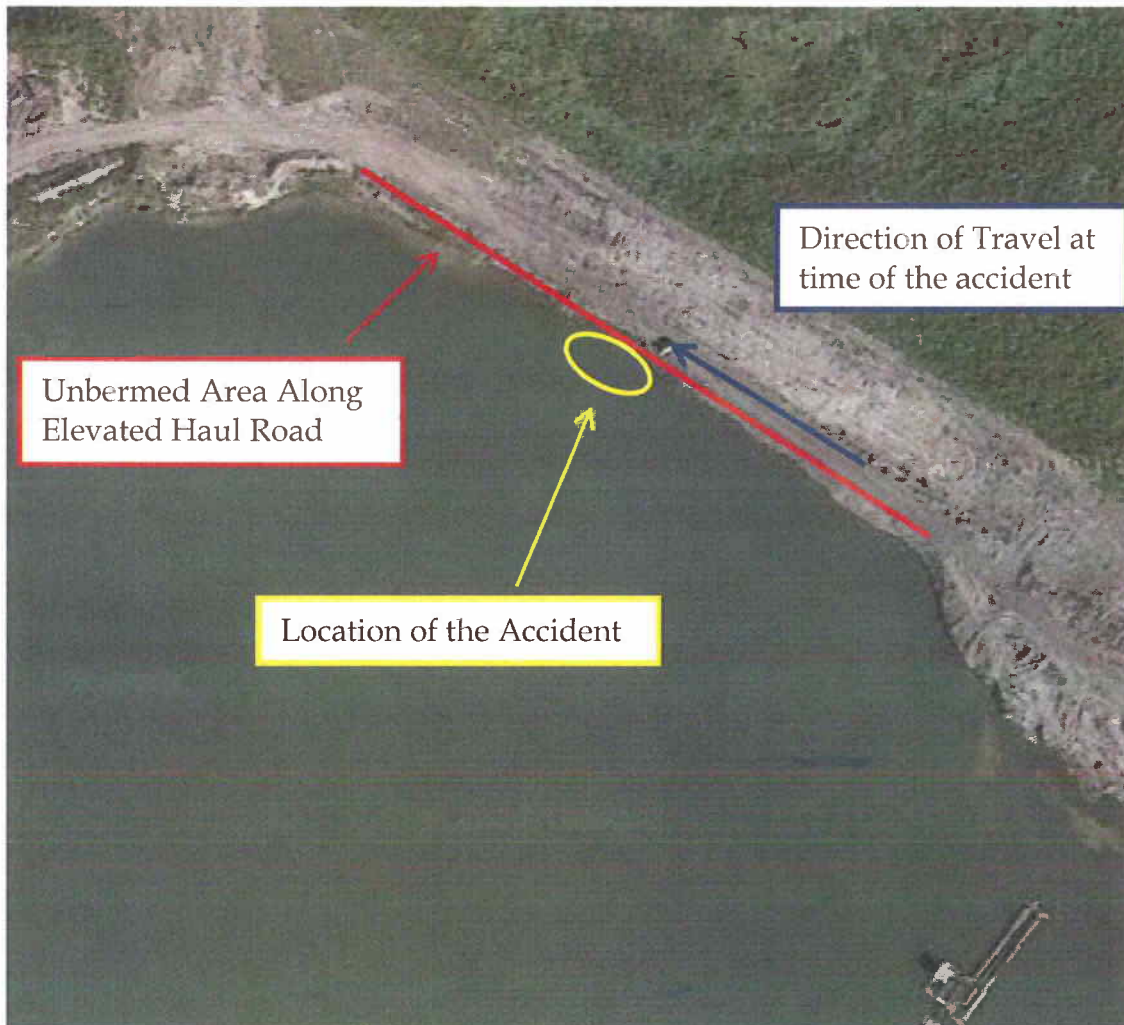 Direction of Travel at
time of the accident
Unbermed Area Along
Elevated Haul Road
Location of the Accident